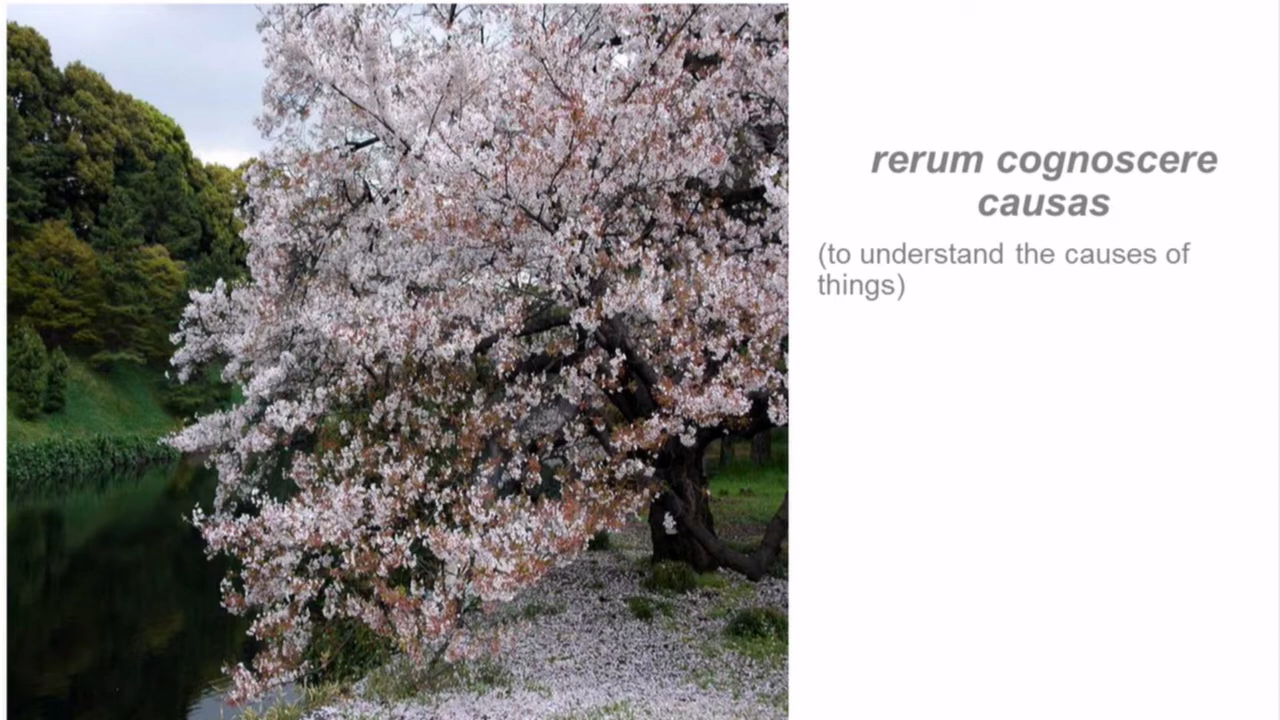 rerum cognoscere
causas
(to understand the causes of
things)